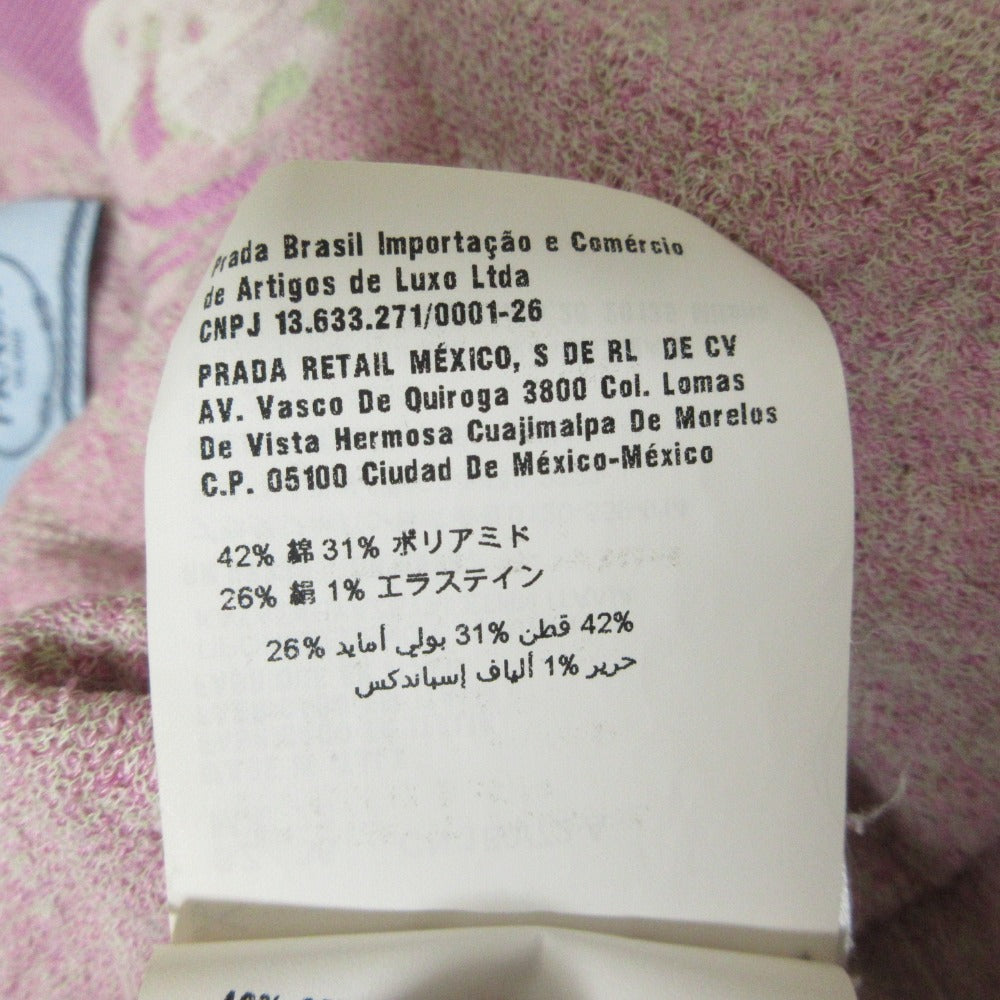 Prada Brasil Importação e Comércio
de Artigos de Luxo Ltda
CNPJ 13.633.271/0001-26
PRADA RETAIL MÉXICO, S DE RL DE CV
AV. Vasco De Quiroga 3800 Col. Lomas
De Vista Hermosa Cuajimalpa De Morelos
C.P. 05100 Ciudad De México-México
42% 綿 31% ポリアミド
26% 絹 1% エラステイン
42% قطن 31% بولي أمايد 26%
حرير 1% ألياف إسباندكس